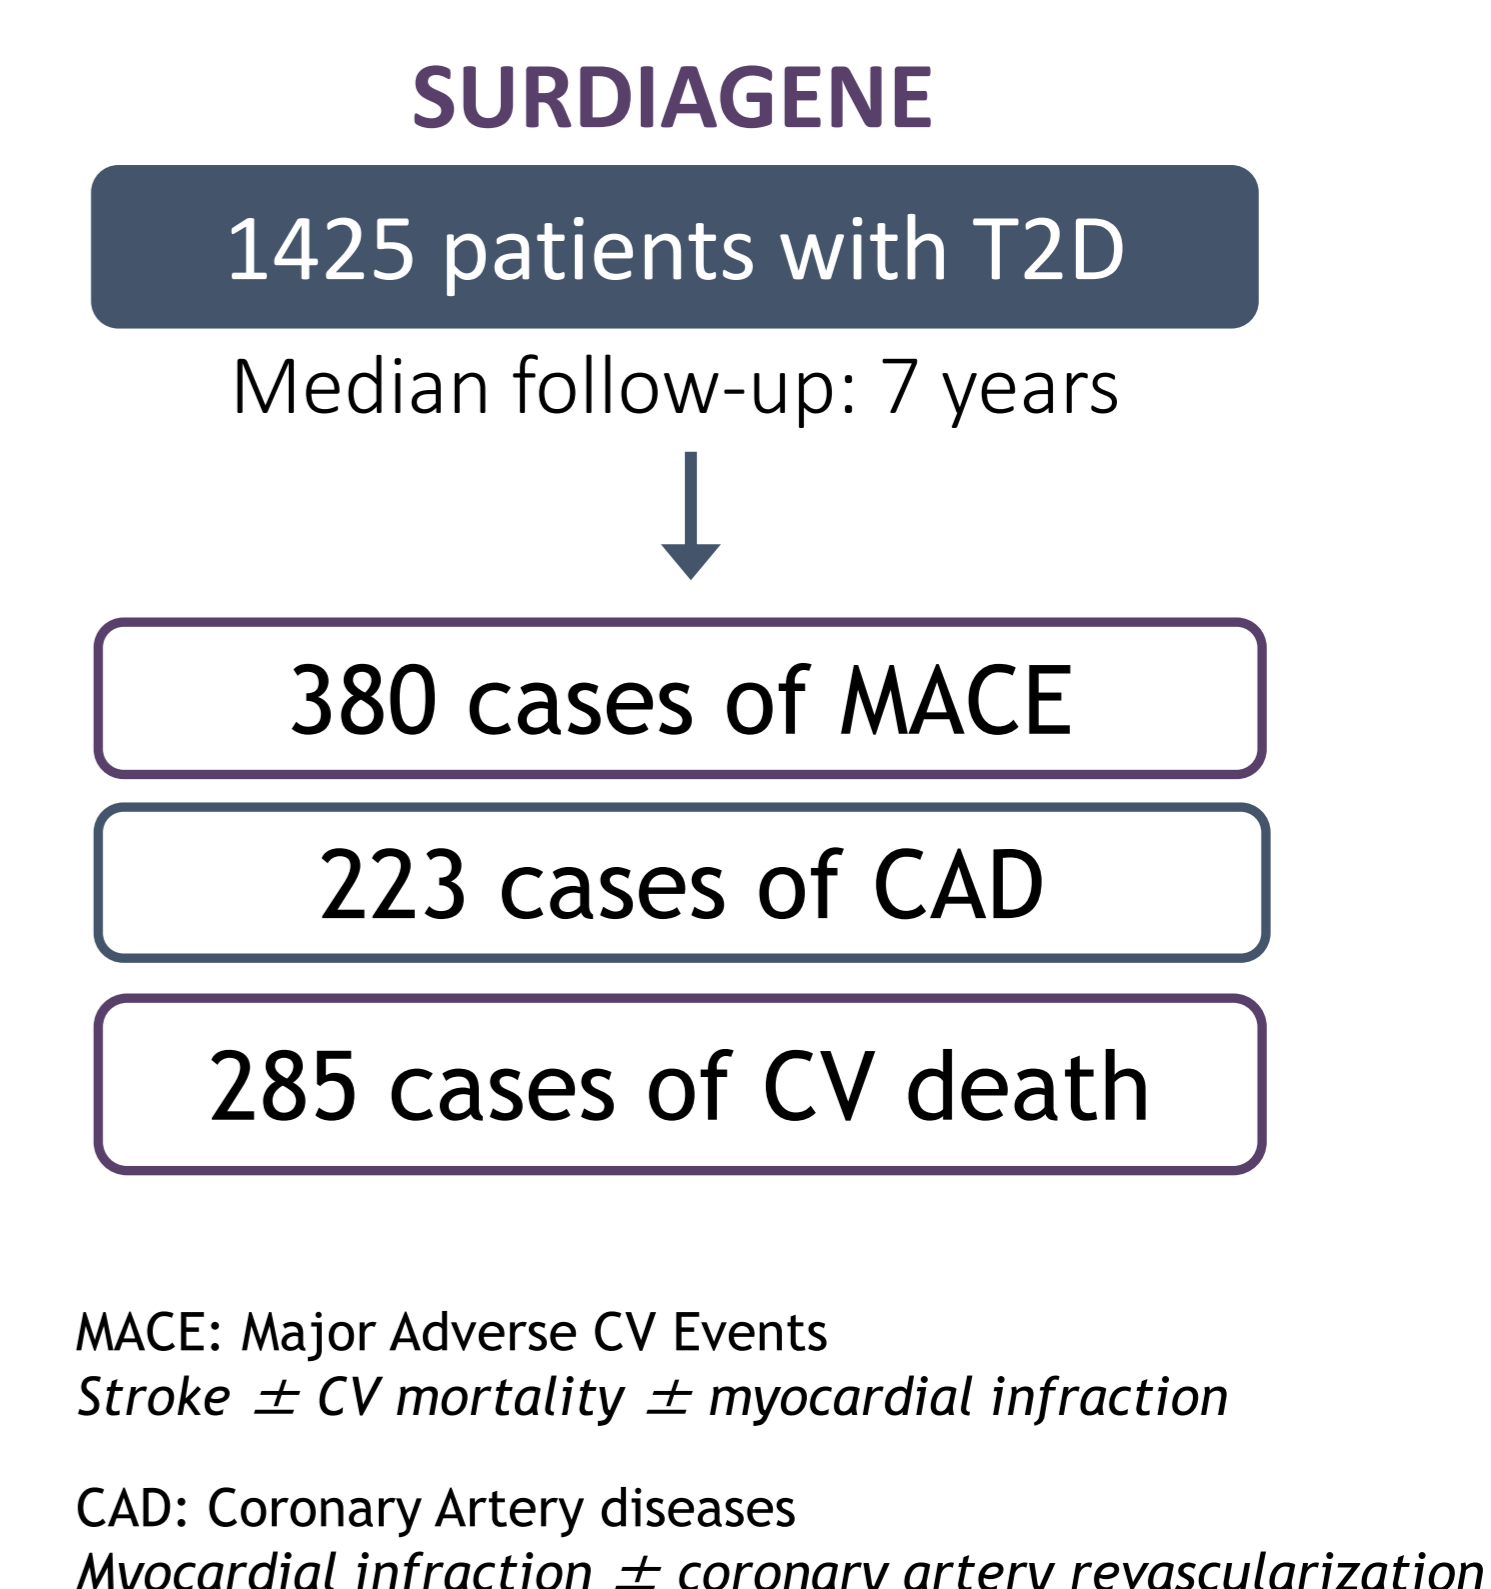 SURDIAGENE
1425 patients with T2D
Median follow-up: 7 years
380 cases of MACE
223 cases of CAD
285 cases of CV death
MACE: Major Adverse CV Events
Stroke ± CV mortality ± myocardial infraction
CAD: Coronary Artery diseases
Myocardial infraction ± coronary artery revascularization